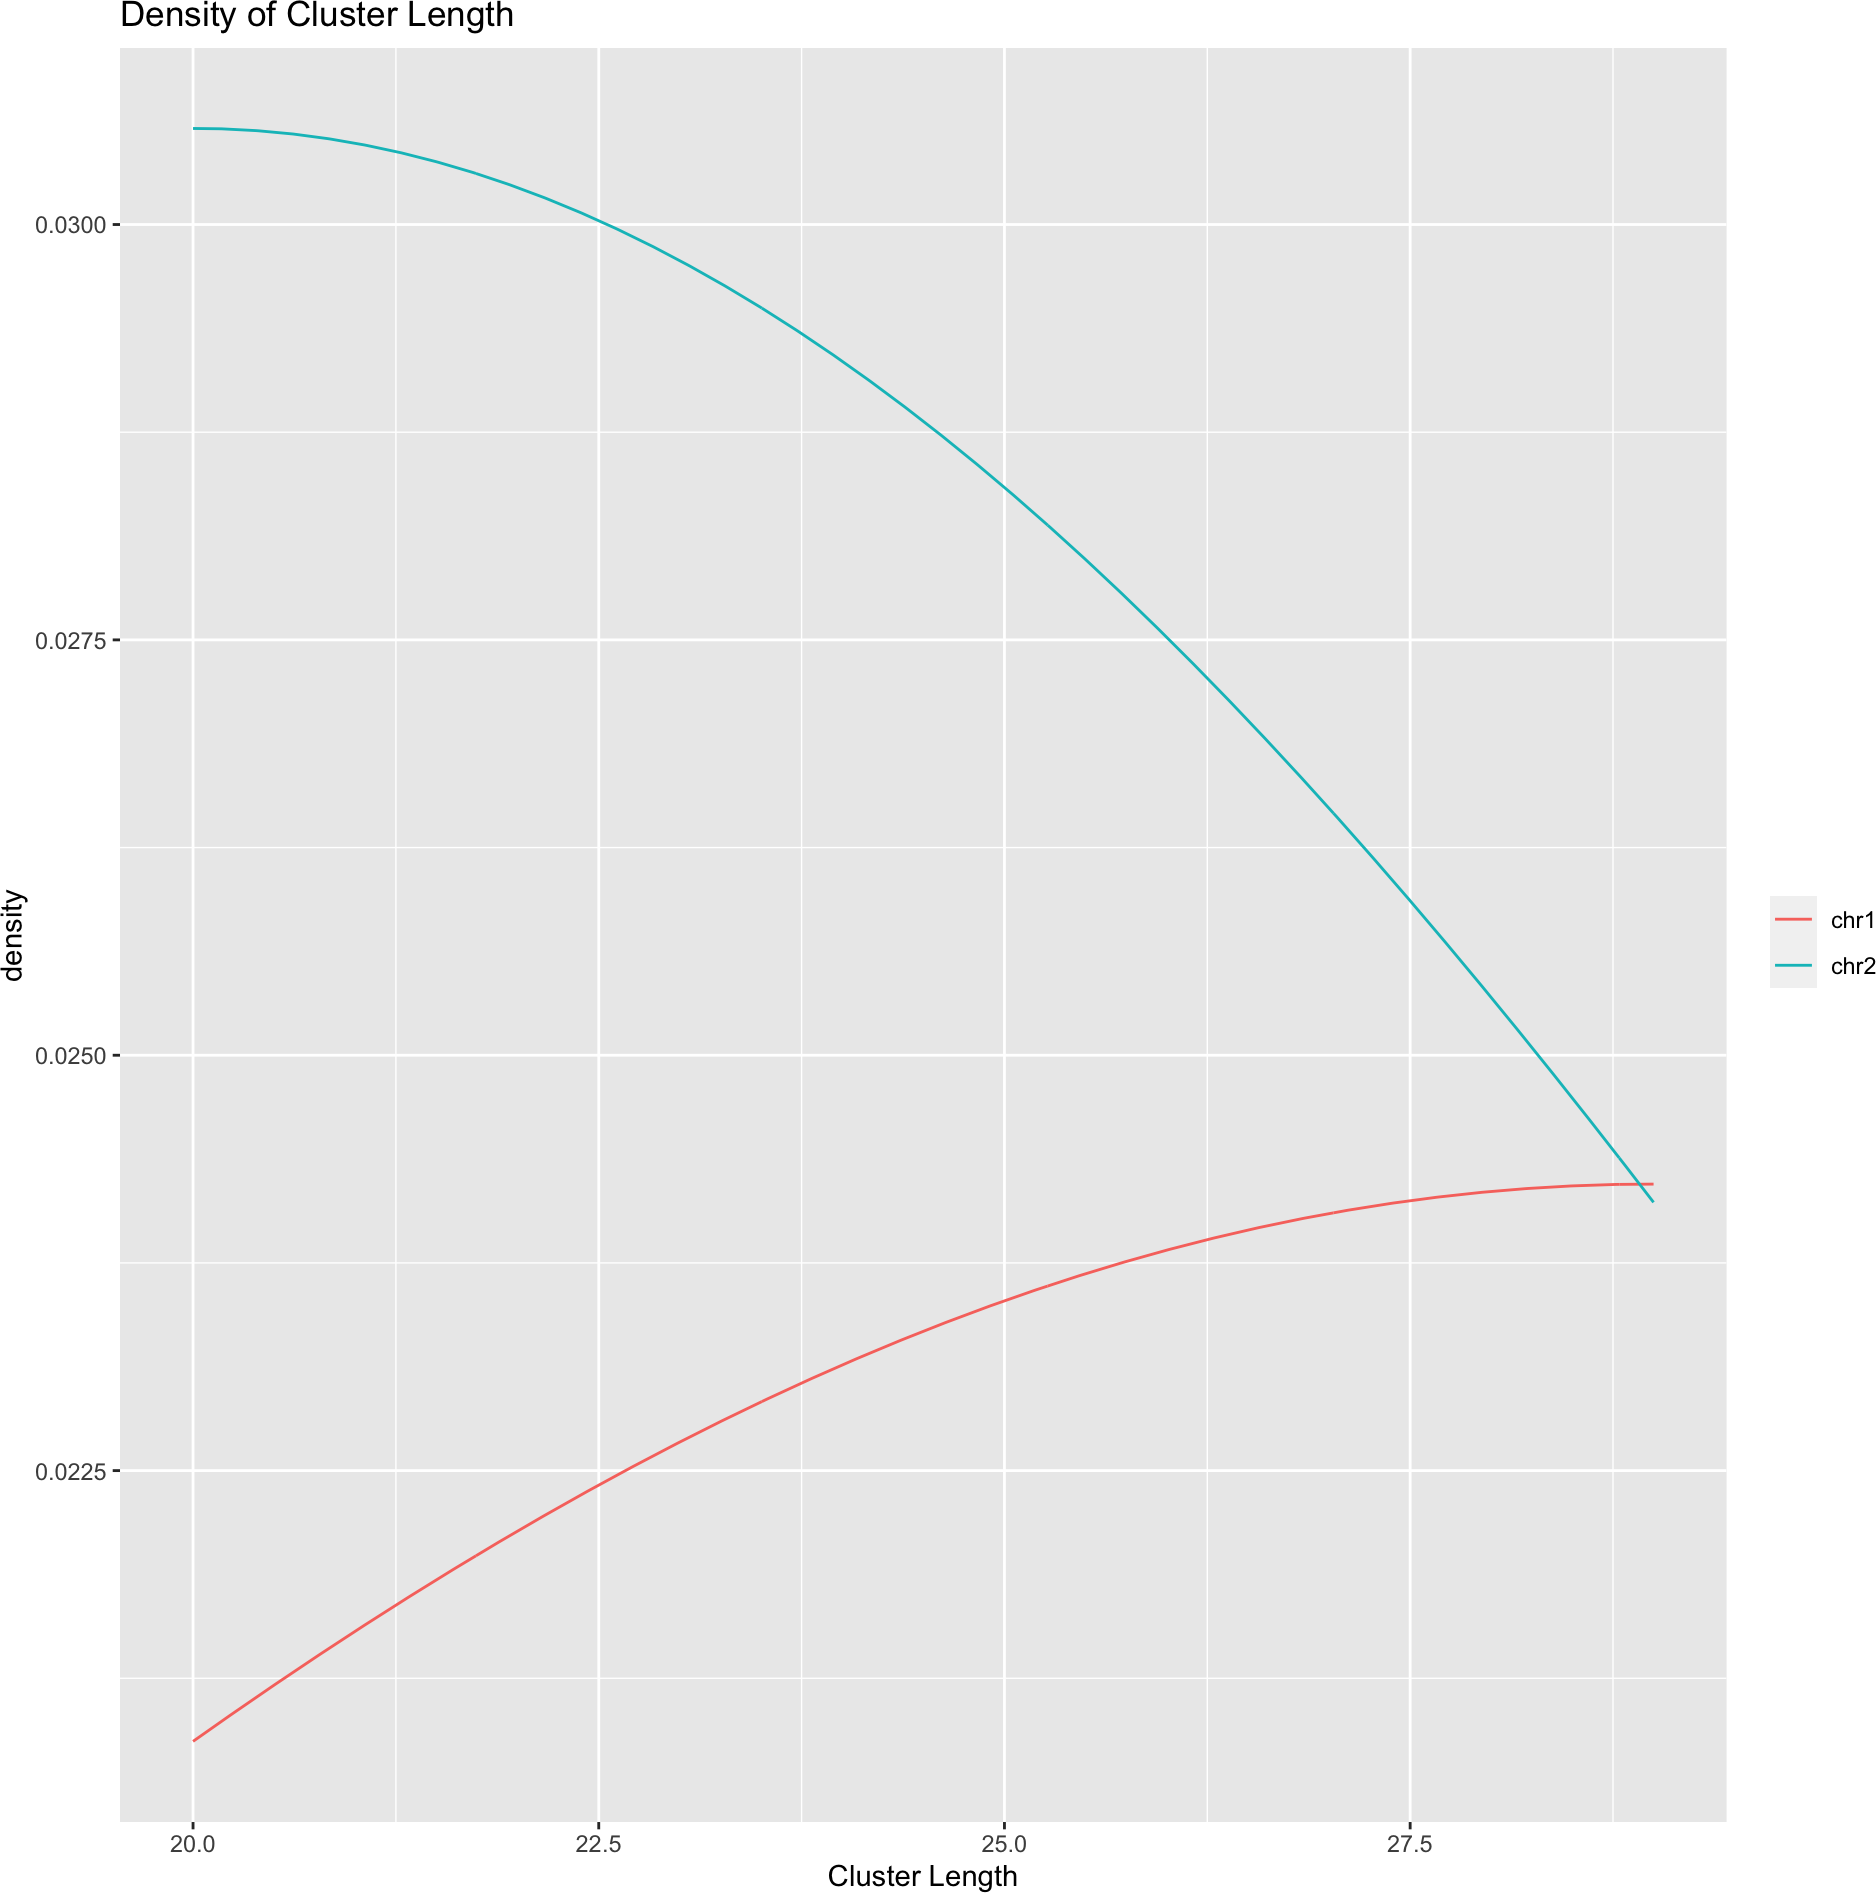 Density of Cluster Length
density
0.0300
0.0275
0.0250
0.0225
20.0
22.5
25.0
27.5
Cluster Length
chr1
chr2